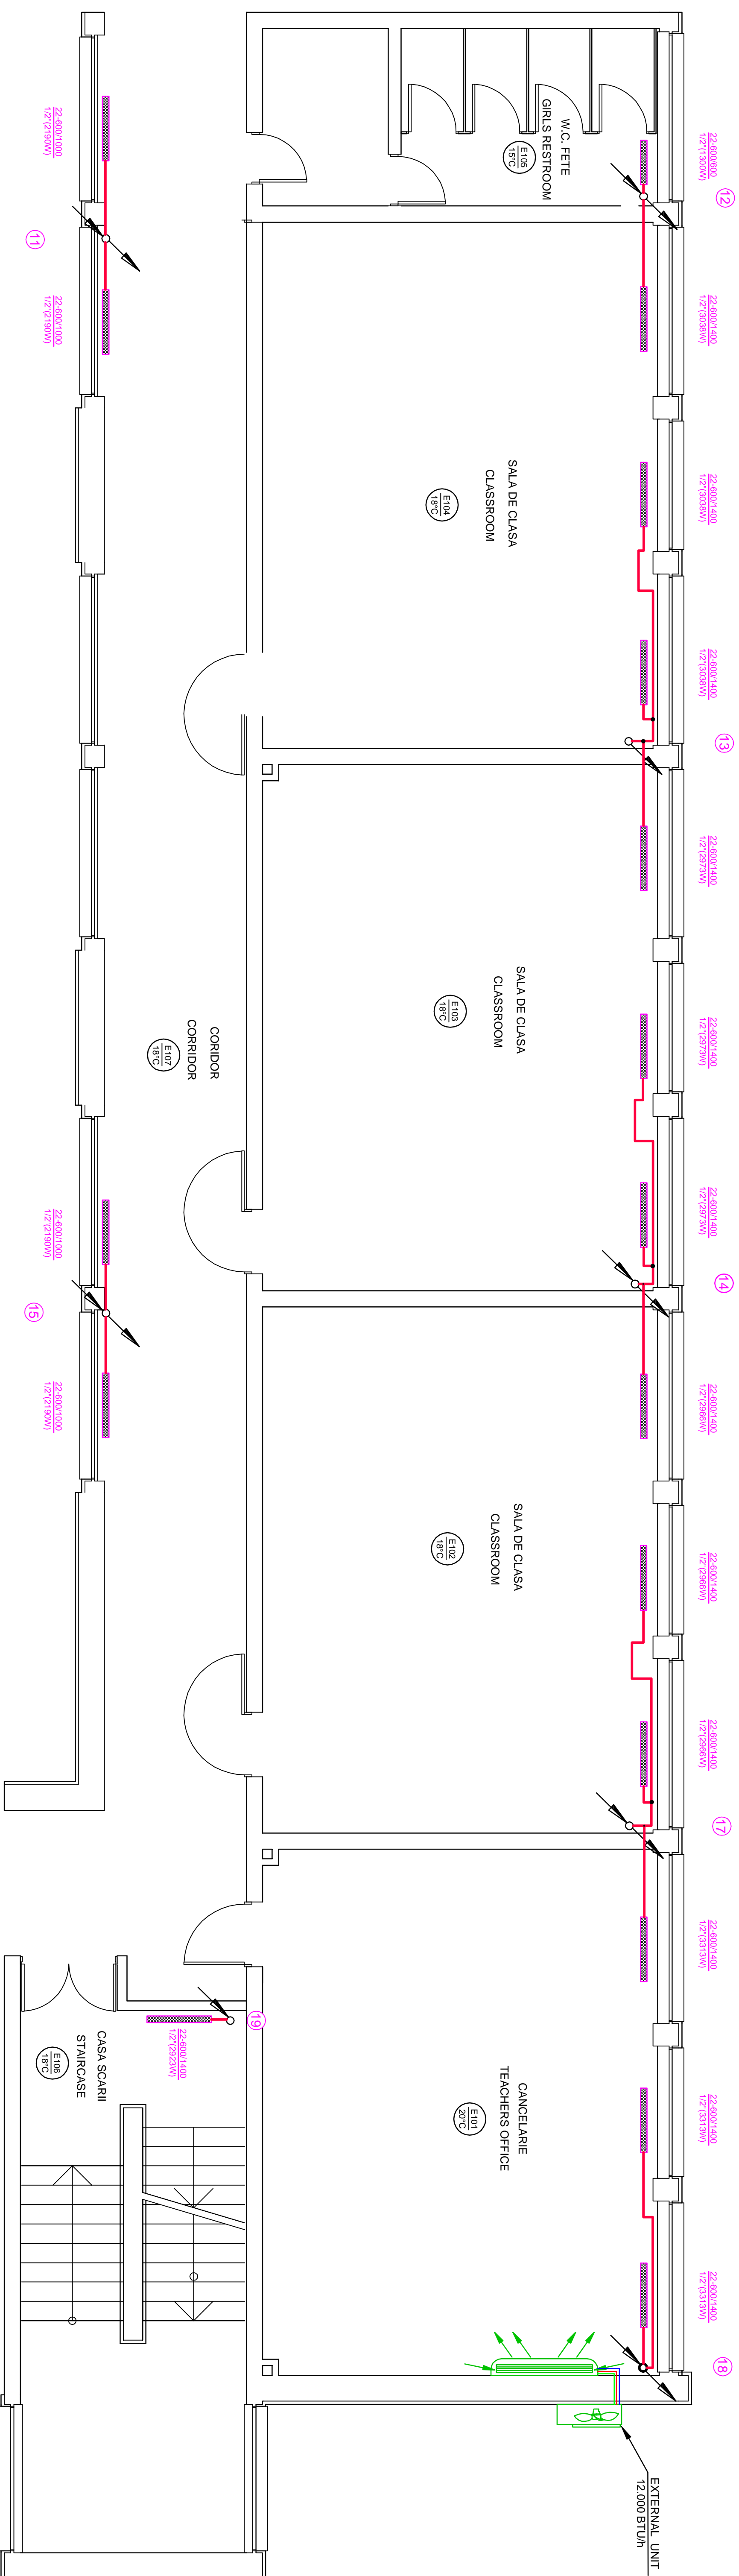 22-600/600
1/2"(1300W)
12
22-600/1400
1/2"(3038W)
22-600/1400
1/2"(3038W)
22-600/1400
1/2"(3038W)
13
22-600/1400
1/2"(2973W)
22-600/1400
1/2"(2973W)
22-600/1400
1/2"(2973W)
14
22-600/1400
1/2"(2966W)
22-600/1400
1/2"(2966W)
22-600/1400
1/2"(2966W)
17
22-600/1400
1/2"(3313W)
22-600/1400
1/2"(3313W)
22-600/1400
1/2"(3313W)
18
EXTERNAL UNIT
12.000 BTU/h
W.C. FETE
GIRLS RESTROOM
E105
15°C
SALA DE CLASA
CLASSROOM
E104
18°C
SALA DE CLASA
CLASSROOM
E103
18°C
SALA DE CLASA
CLASSROOM
E102
18°C
CANCELARIE
TEACHERS OFFICE
E101
20°C
CORIDOR
CORRIDOR
E107
18°C
19
22-600/1400
1/2"(2923W)
CASA SCARII
STAIRCASE
E106
18°C
22-600/1000
1/2"(2190W)
11
22-600/1000
1/2"(2190W)
22-600/1000
1/2"(2190W)
15
22-600/1000
1/2"(2190W)